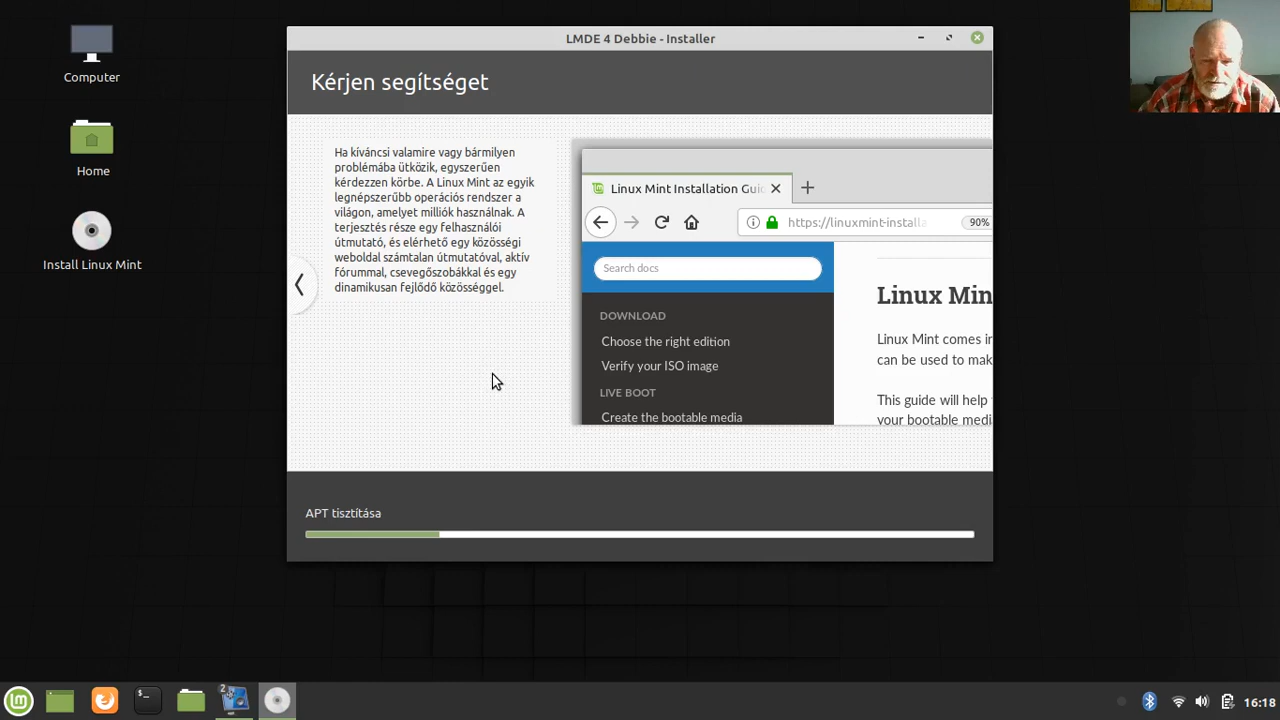 LMDE 4 Debbie - Installer
Computer
Home
Install Linux Mint
Kérjen segítséget
Ha kíváncsi valamire vagy bármilyen
problémába ütközik, egyszerűen
kérdezzen körbe. A Linux Mint az egyik
legnépszerűbb operációs rendszer a
világon, amelyet milliók használnak. A
terjesztés része egy felhasználói
útmutató, és elérhető egy közösségi
weboldal számtalan útmutatóval, aktív
fórummal, csevegőszobákkal és egy
dinamikusan fejlődő közösséggel.
Linux Mint Installation Gui
https://linuxmint-installa
90%
Search docs
DOWNLOAD
Choose the right edition
Verify your ISO image
LIVE BOOT
Create the bootable media
Linux Min
Linux Mint comes in
can be used to mak
This guide will help
your bootable medi
APT tisztítása
2
16:18